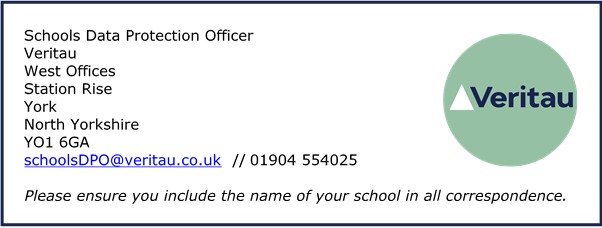 Schools Data Protection Officer
Veritau
West Offices
Station Rise
York
North Yorkshire
YO1 6GA
schoolsDPO@veritau.co.uk // 01904 554025
Please ensure you include the name of your school in all correspondence.
Veritau